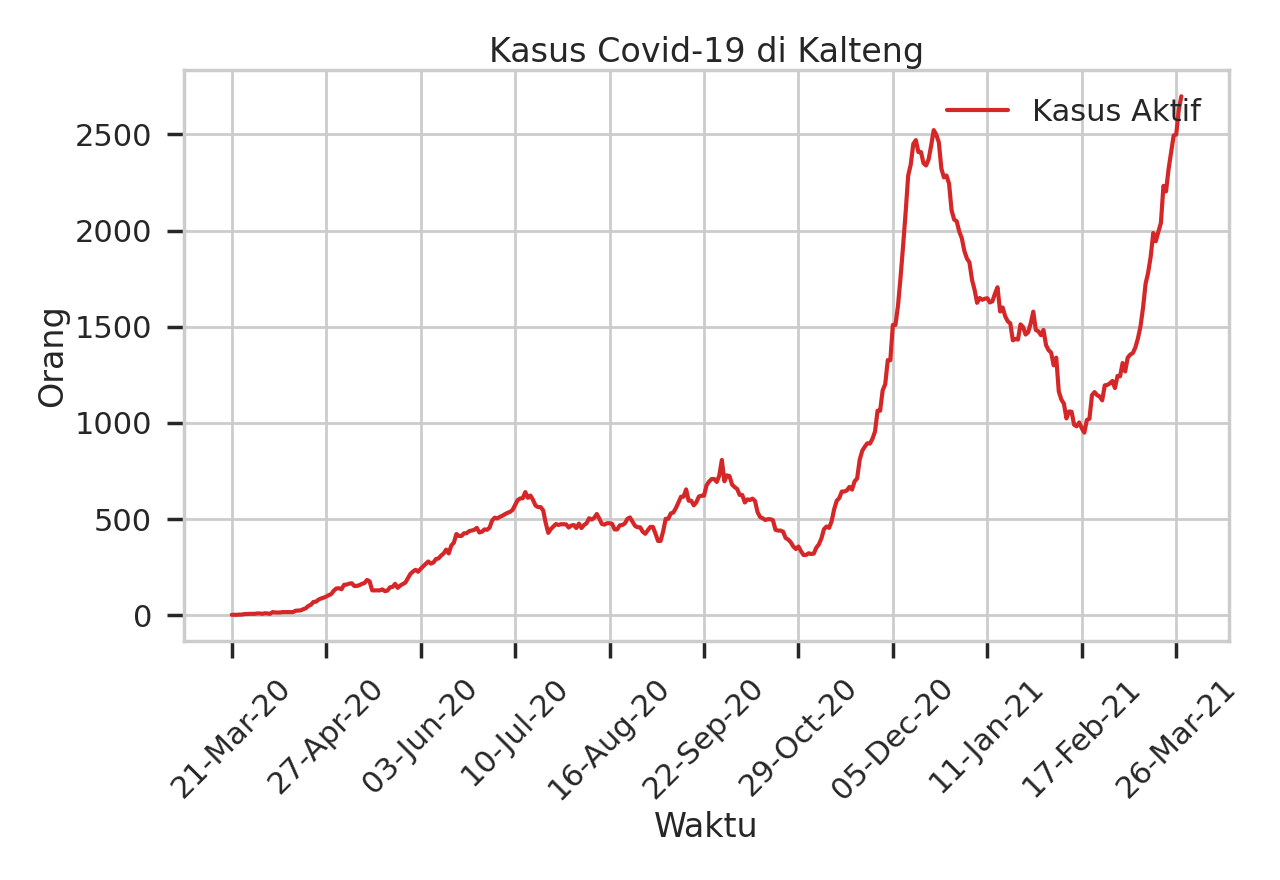 Kasus Covid-19 di Kalteng
Kasus Aktif
2500
2000
1500
1000
500
0
Orang
21-Mar-20
27-Apr-20
03-Jun-20
10-Jul-20
16-Aug-20
22-Sep-20
29-Oct-20
05-Dec-20
11-Jan-21
17-Feb-21
26-Mar-21
Waktu